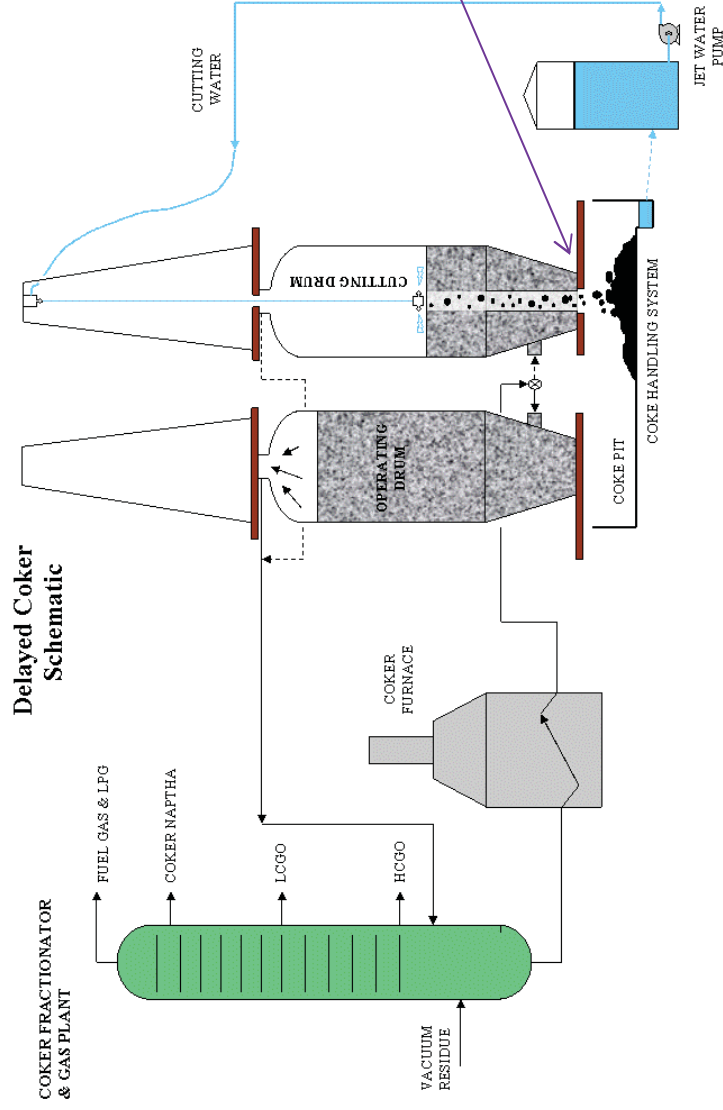 Delayed Coker
Schematic
COKER FRACTIONATOR
& GAS PLANT
FUEL GAS & LPG
COKER NAPTHA
LCGO
HCGO
VACUUM
RESIDUE
COKER
FURNACE
OPERATING
DRUM
CUTTING DRUM
CUTTING
WATER
COKE PIT
COKE HANDLING SYSTEM
JET WATER
PUMP